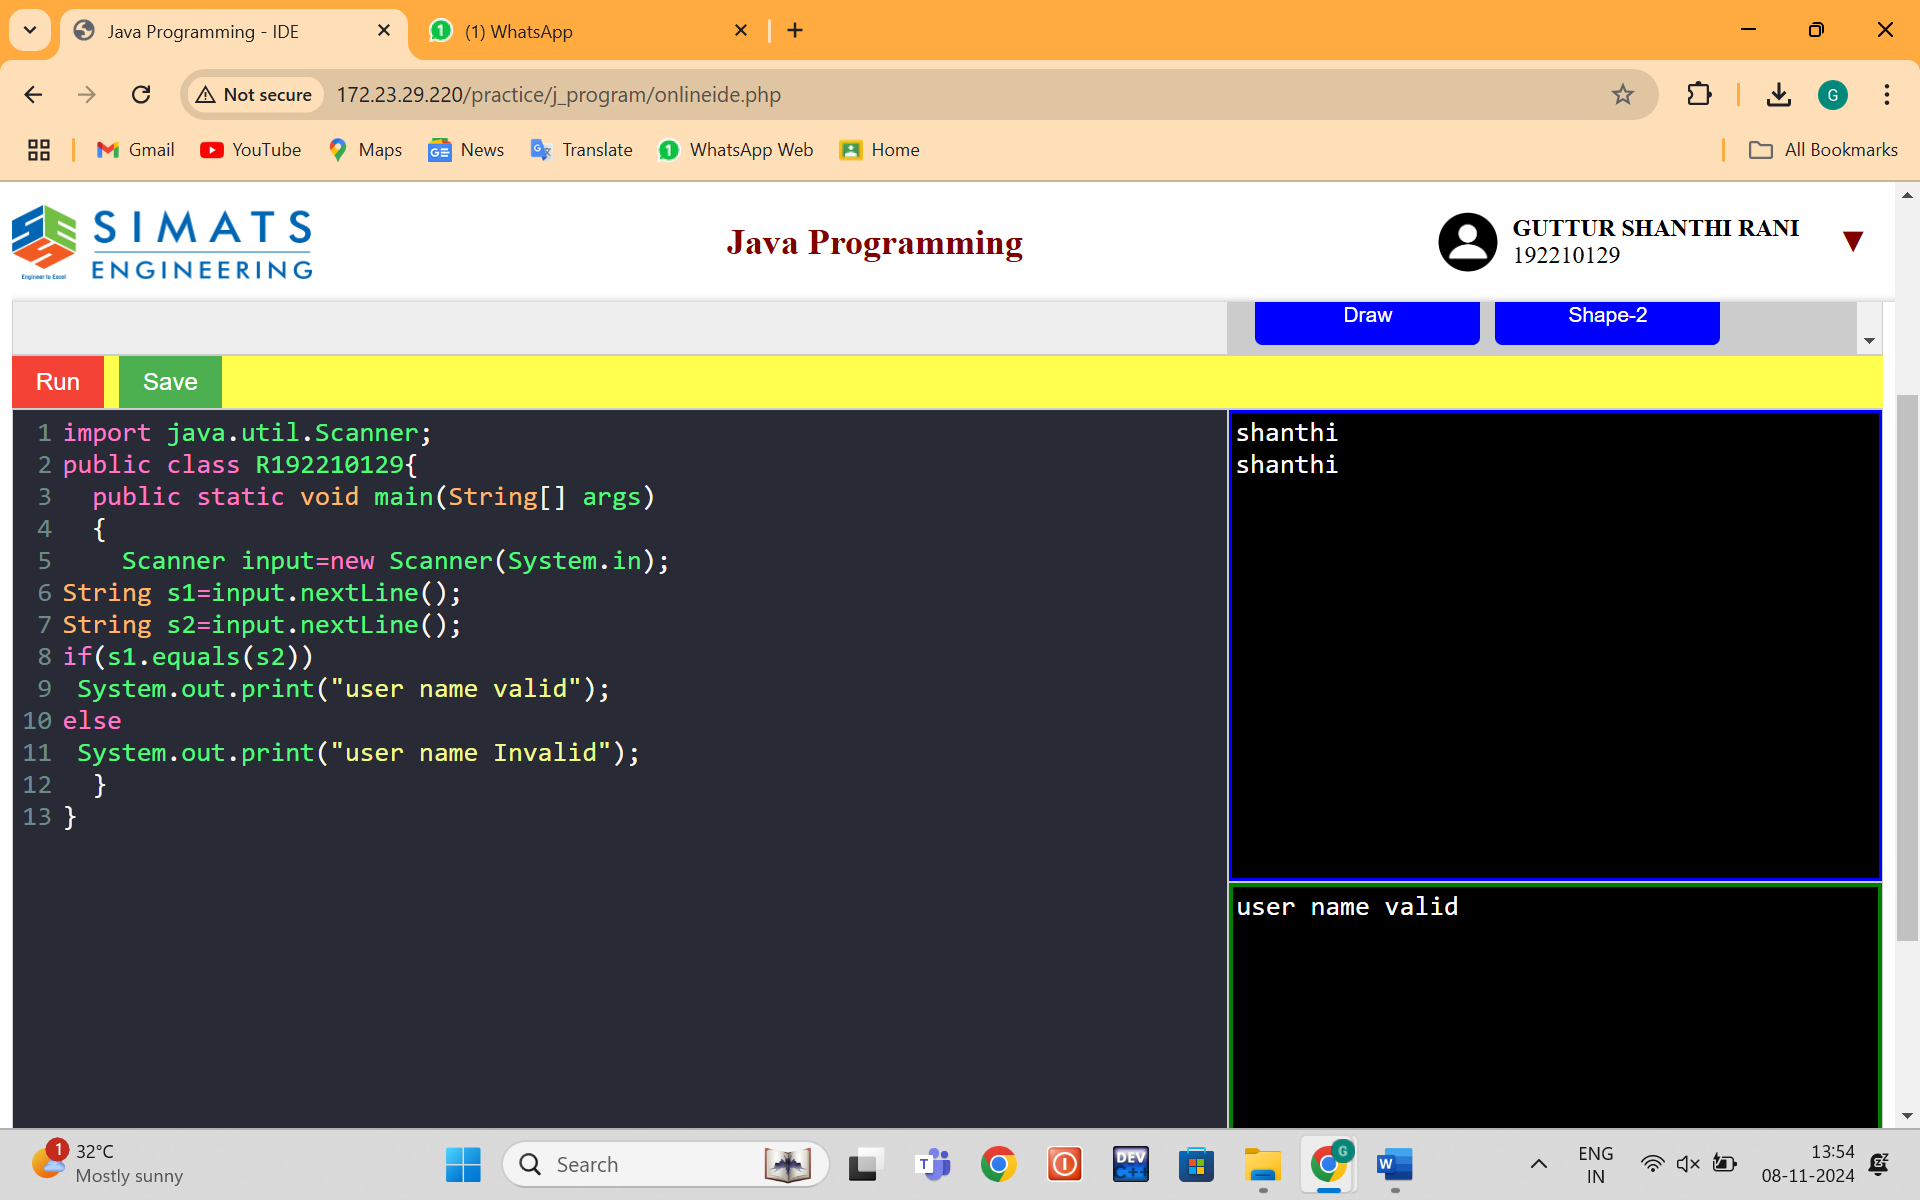 Java Programming - IDE
(1) WhatsApp
Not secure
172.23.29.220/practice/j_program/onlineide.php
G
Gmail
YouTube
Maps
News
Translate
WhatsApp Web
Home
All Bookmarks
SIMATS
ENGINEERING
Engineer to Excel
Java Programming
GUTTUR SHANTHI RANI
192210129
Draw
Shape-2
Run
Save
1 import java.util.Scanner;
2 public class R192210129{
3 public static void main(String[] args)
4 {
5 Scanner input=new Scanner(System.in);
6 String s1=input.nextLine();
7 String s2=input.nextLine();
8 if(s1.equals(s2))
9 System.out.print("user name valid");
10 else
11 System.out.print("user name Invalid");
12 }
13 }
shanthi
shanthi
user name valid
1
32°C
Mostly sunny
Search
DEV
C++
G
W
ENG
IN
13:54
08-11-2024